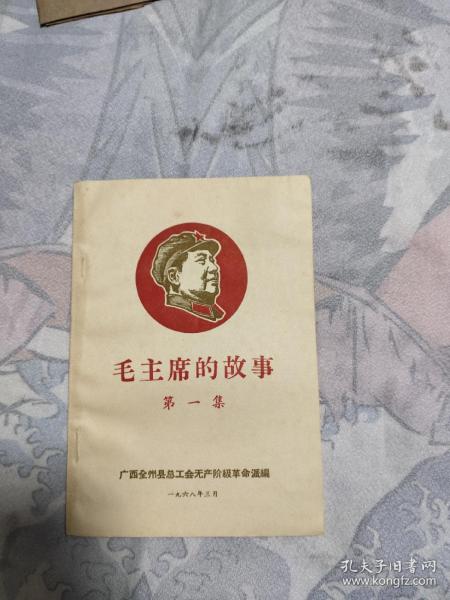 毛主席的故事
第一集
广西全州县总工会无产阶级革命派編
一九六八年三月
孔夫子旧书网
www.kongfz.com